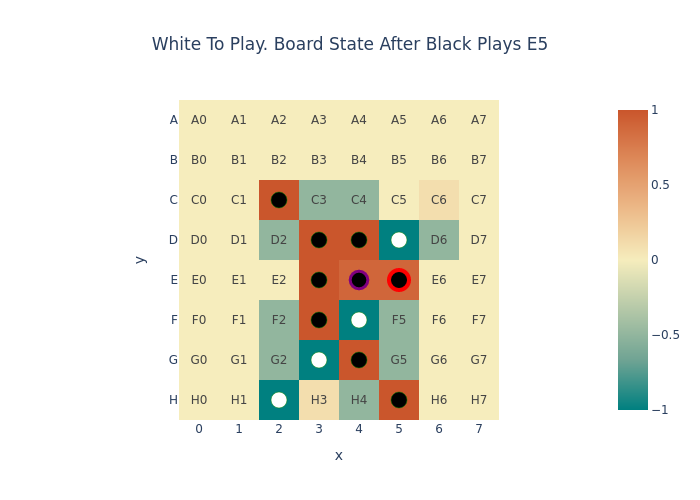 White To Play. Board State After Black Plays E5
A A0 A1 A2 A3 A4 A5 A6 A7
B B0 B1 B2 B3 B4 B5 B6 B7
C C0 C1 C3 C4 C5 C6 C7
D D0 D1 D2 D6 D7
E E0 E1 E2 E6 E7
F F0 F1 F2 F5 F6 F7
G G0 G1 G2 G5 G6 G7
H H0 H1 H3 H4 H6 H7
0 1 2 3 4 5 6 7
x
y
1
0.5
0
−0.5
−1